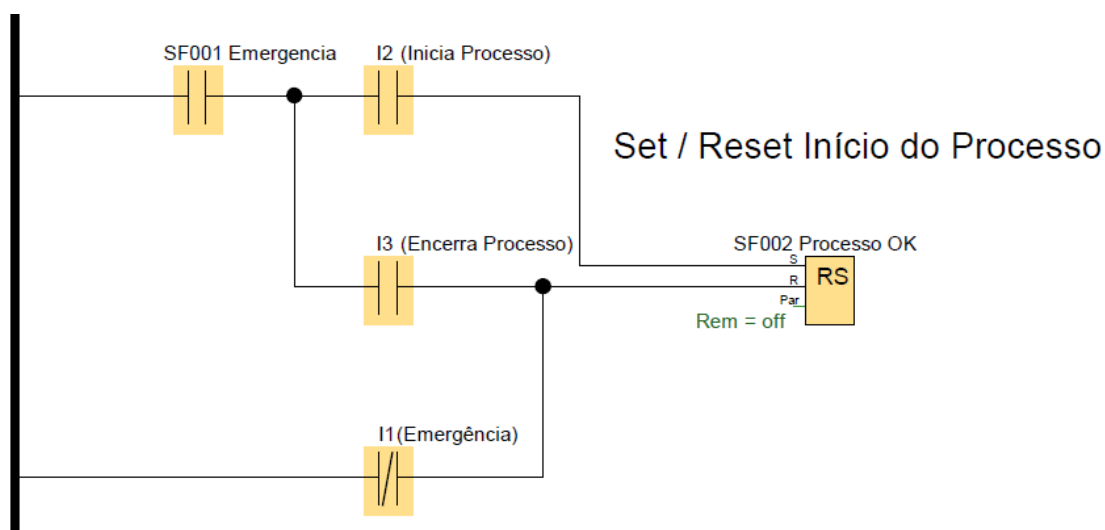 SF001 Emergencia
I2 (Inicia Processo)
Set / Reset Início do Processo
I3 (Encerra Processo)
SF002 Processo OK
S
R
RS
Par
Rem = off
I1(Emergência)